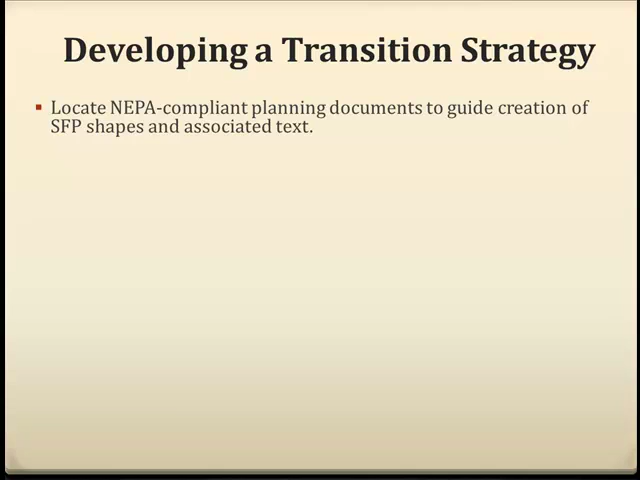 Developing a Transition Strategy
▪ Locate NEPA-compliant planning documents to guide creation of
SFP shapes and associated text.